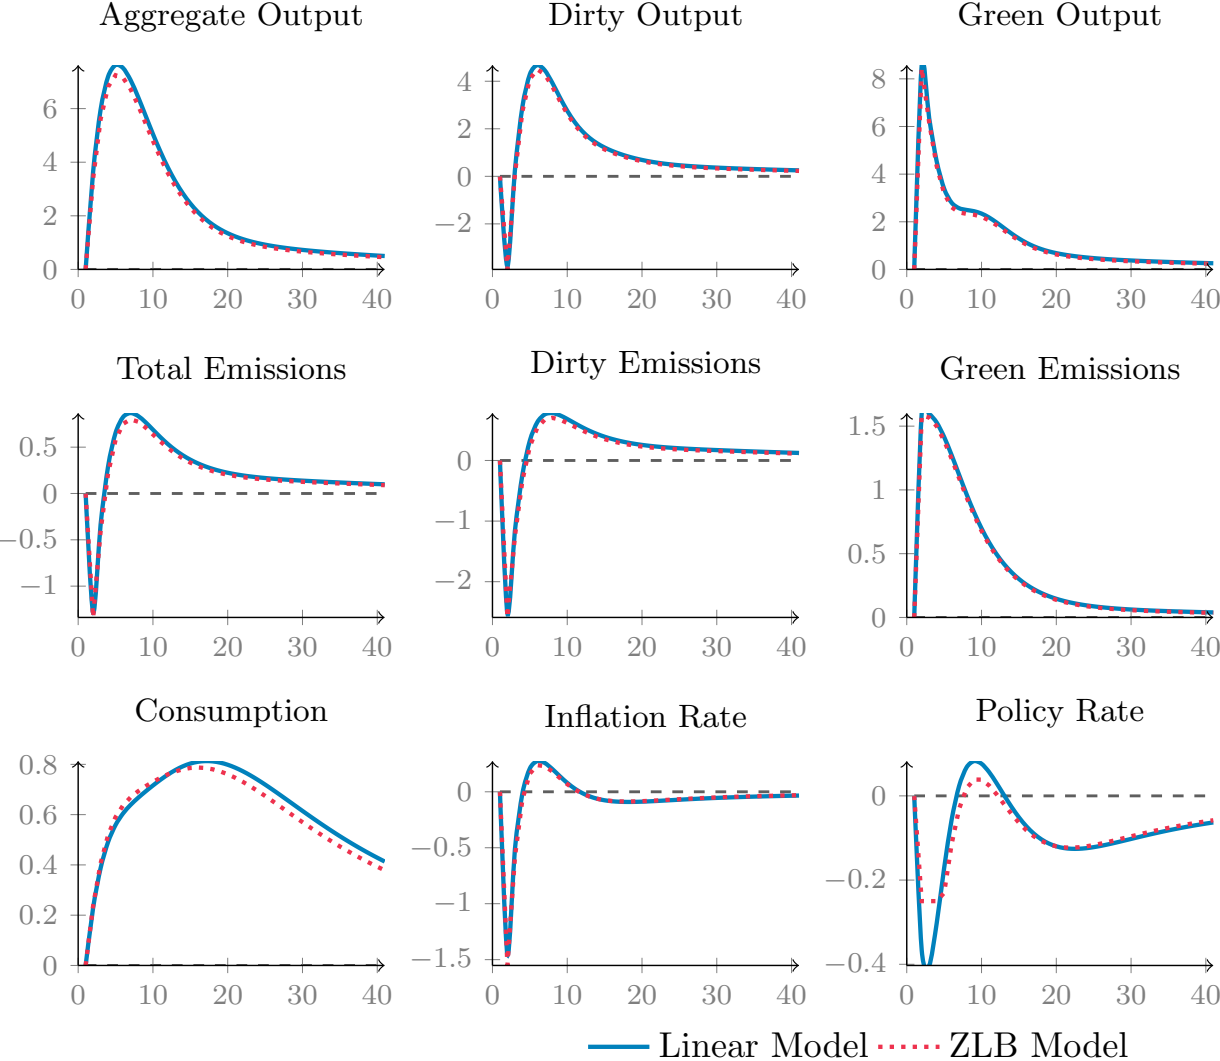 Aggregate Output
Dirty Output
Green Output
6
4
2
0
0 10 20 30 40
4
2
0
−2
0 10 20 30 40
8
6
4
2
0
0 10 20 30 40
Total Emissions
Dirty Emissions
Green Emissions
0.5
0
−0.5
−1
0 10 20 30 40
0
−1
−2
0 10 20 30 40
1.5
1
0.5
0
0 10 20 30 40
Consumption
Inflation Rate
Policy Rate
0.8
0.6
0.4
0.2
0
0 10 20 30 40
0
−0.5
−1
−1.5
0 10 20 30 40
0
−0.2
−0.4
0 10 20 30 40
Linear Model ZLB Model